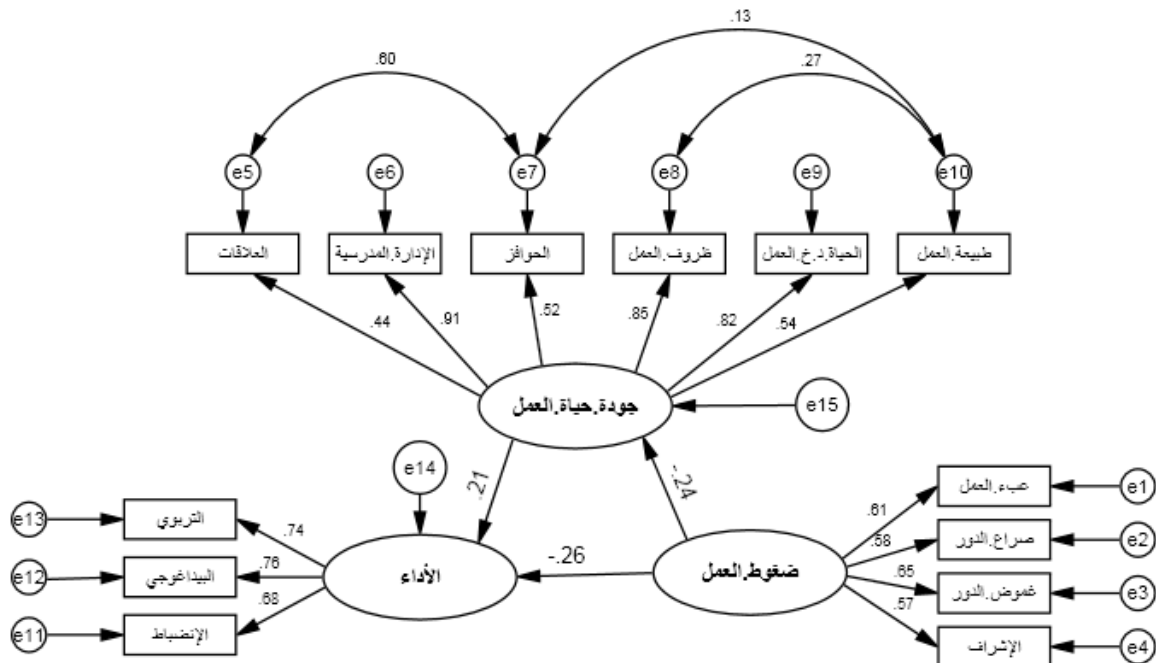 .13
.60
.27
e5
e6
e7
e8
e9
e10
العلاقات
الإدارة.المدرسية
الحوافز
ظروف.العمل
الحياة.د.خ.العمل
طبيعة.العمل
.44
.91
.52
.85
.82
.54
جودة.حياة.العمل
e15
e14
.21
-.24
عبء.العمل
e1
.61
صراع.الدور
e2
.58
غموض.الدور
e3
.65
الإشراف
e4
.57
ضغوط.العمل
-.26
الأداء
e13
التربوي
.74
e12
البيداغوجي
.76
e11
الإنضباط
.68